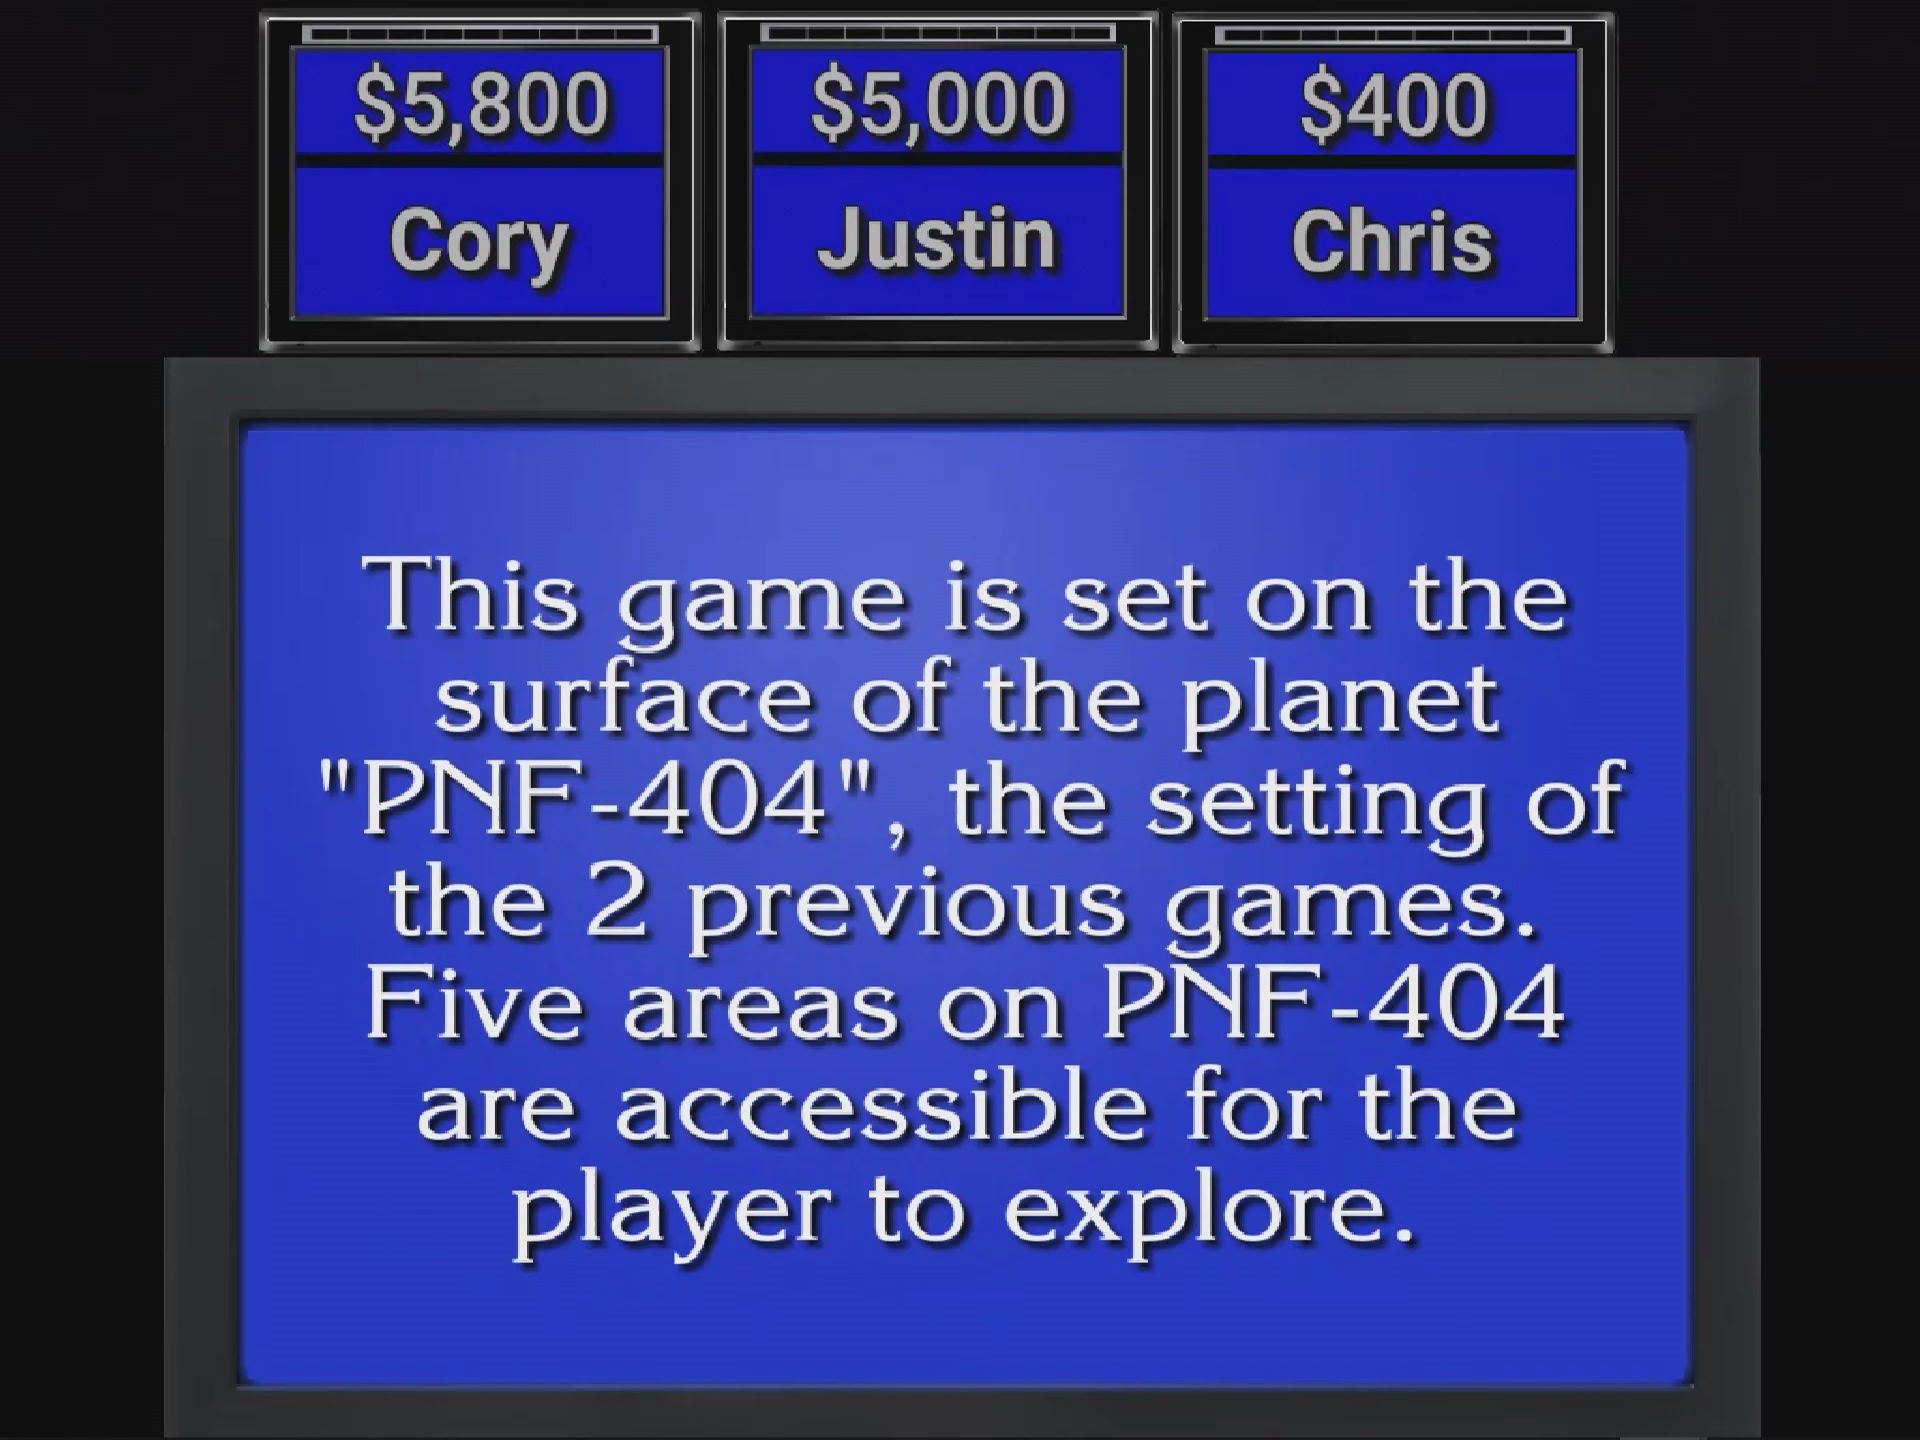 $5,800
$5,000
$400
Cory
Justin
Chris
This game is set on the
surface of the planet
"PNF-404", the setting of
the 2 previous games.
Five areas on PNF-404
are accessible for the
player to explore.